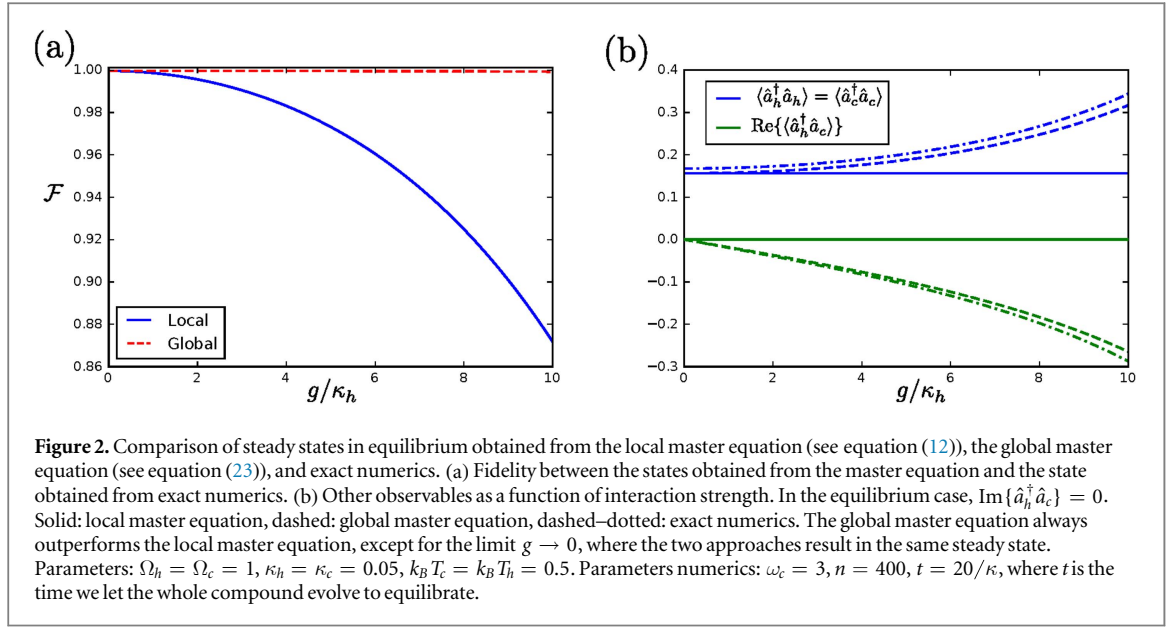 (a)
1.00
0.98
0.96
0.94
0.92
0.90
0.88
0.86
ℱ
Local
Global
0 2 4 6 8 10
g/κ_h
(b)
0.4
0.3
0.2
0.1
0.0
−0.1
−0.2
−0.3
⟨â†_h â_h⟩ = ⟨â†_c â_c⟩
Re{⟨â†_h â_c⟩}
0 2 4 6 8 10
g/κ_h
Figure 2. Comparison of steady states in equilibrium obtained from the local master equation (see equation (12)), the global master
equation (see equation (23)), and exact numerics. (a) Fidelity between the states obtained from the master equation and the state
obtained from exact numerics. (b) Other observables as a function of interaction strength. In the equilibrium case, Im{â†_h â_c} = 0.
Solid: local master equation, dashed: global master equation, dashed–dotted: exact numerics. The global master equation always
outperforms the local master equation, except for the limit g → 0, where the two approaches result in the same steady state.
Parameters: Ω_h = Ω_c = 1, κ_h = κ_c = 0.05, k_B T_c = k_B T_h = 0.5. Parameters numerics: ω_c = 3, n = 400, t = 20/κ, where t is the
time we let the whole compound evolve to equilibrate.